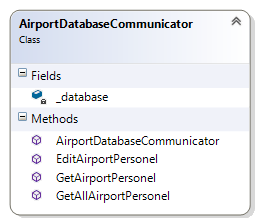 AirportDatabaseCommunicator
Class
Fields
_database
Methods
AirportDatabaseCommunicator
EditAirportPersonel
GetAirportPersonel
GetAllAirportPersonel